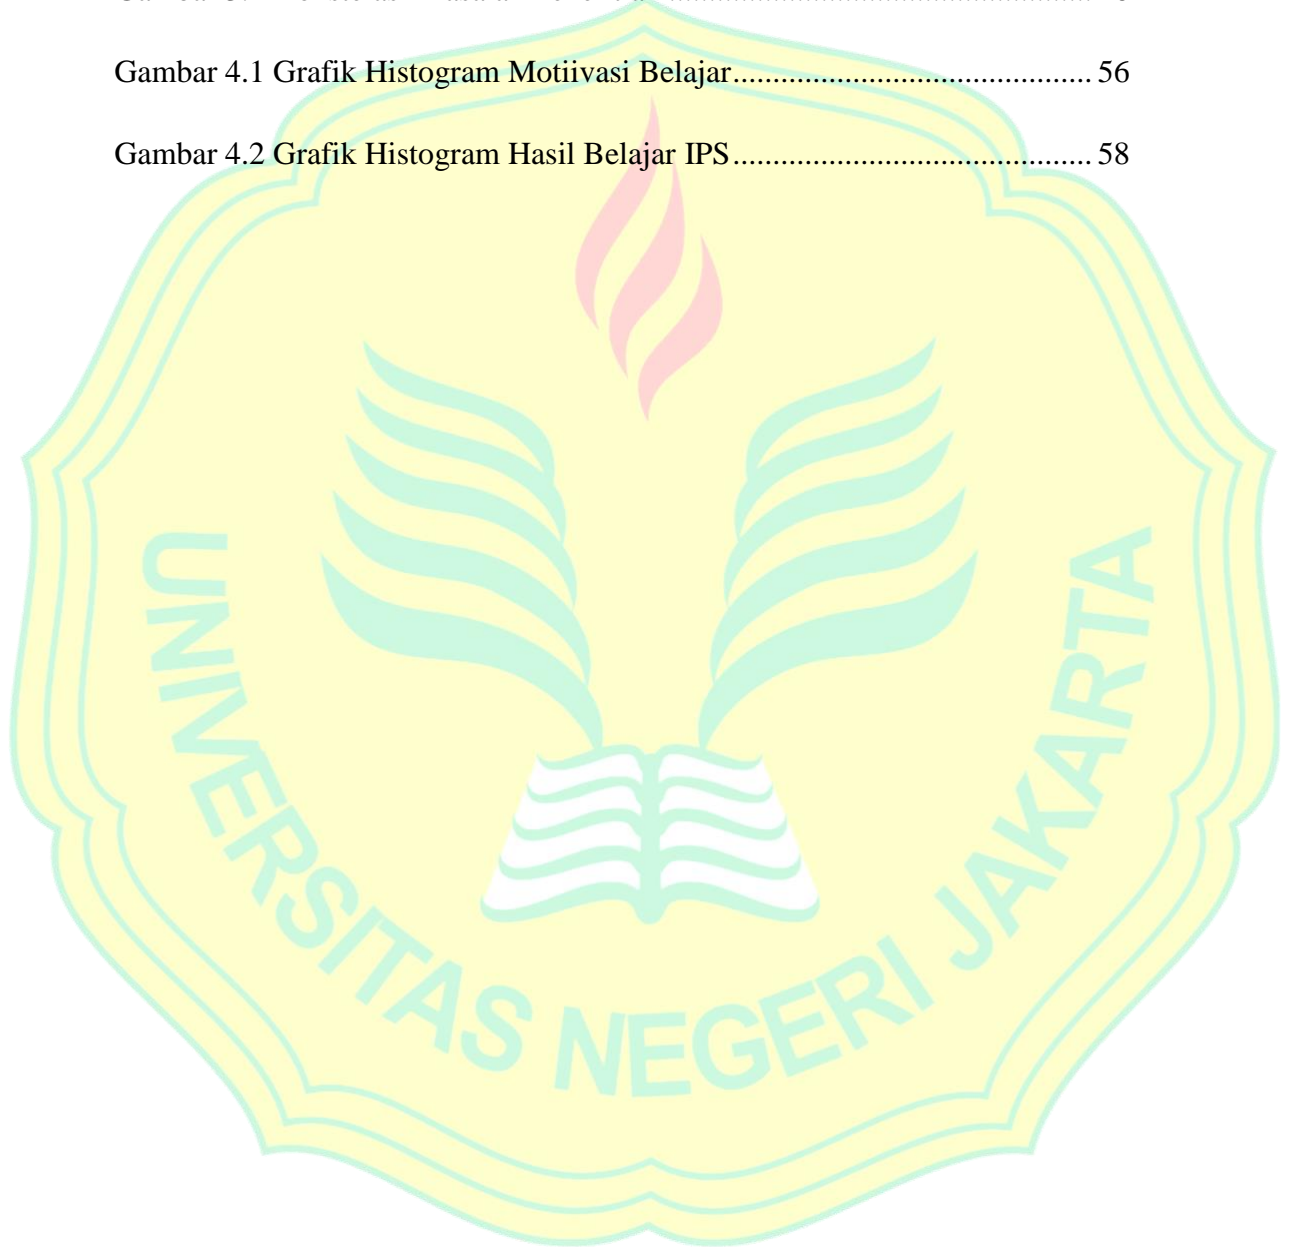 Gambar 4.1 Grafik Histogram Motiivasi Belajar............................................. 56
Gambar 4.2 Grafik Histogram Hasil Belajar IPS............................................. 58
UNIVERSITAS NEGERI JAKARTA